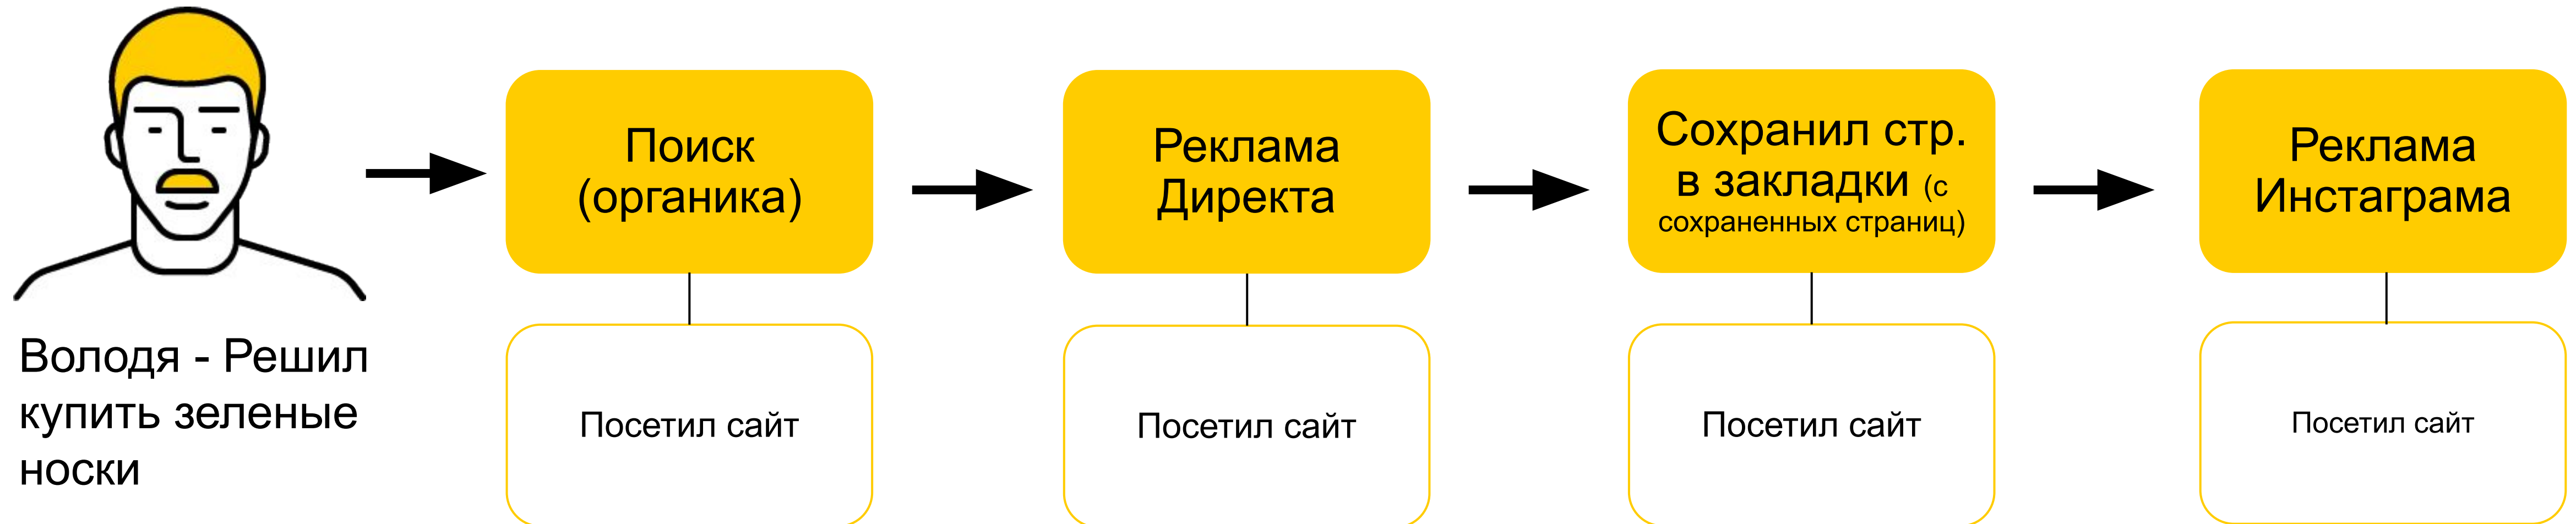 Володя - Решил
купить зеленые
носки
Поиск
(органика)
Посетил сайт
Реклама
Директа
Посетил сайт
Сохранил стр.
в закладки (с
сохраненных страниц)
Посетил сайт
Реклама
Инстаграма
Посетил сайт